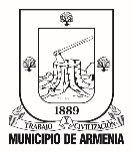 1889
TRABAJO Y CIVILIZACIÓN
MUNICIPIO DE ARMENIA